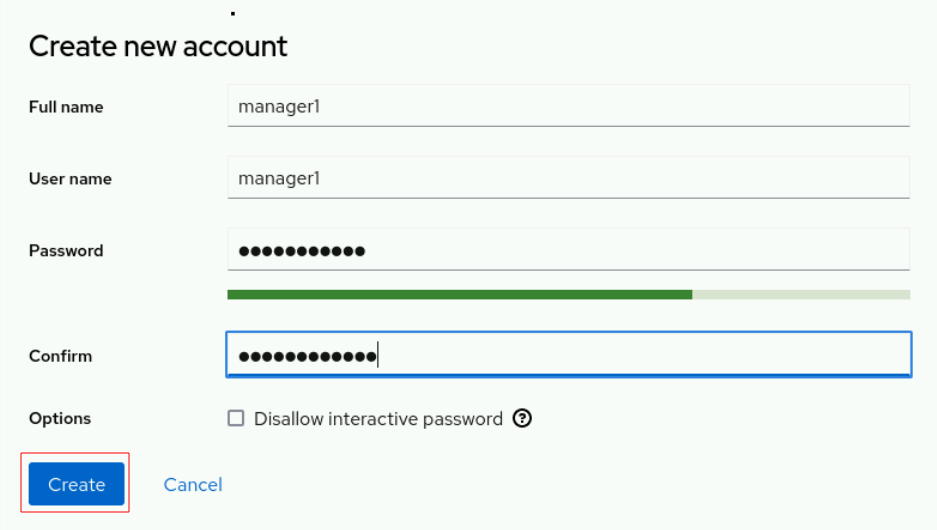 Create new account
Full name manager1
User name manager1
Password ●●●●●●●●●●●
Confirm ●●●●●●●●●●●●
Options Disallow interactive password ?
Create Cancel